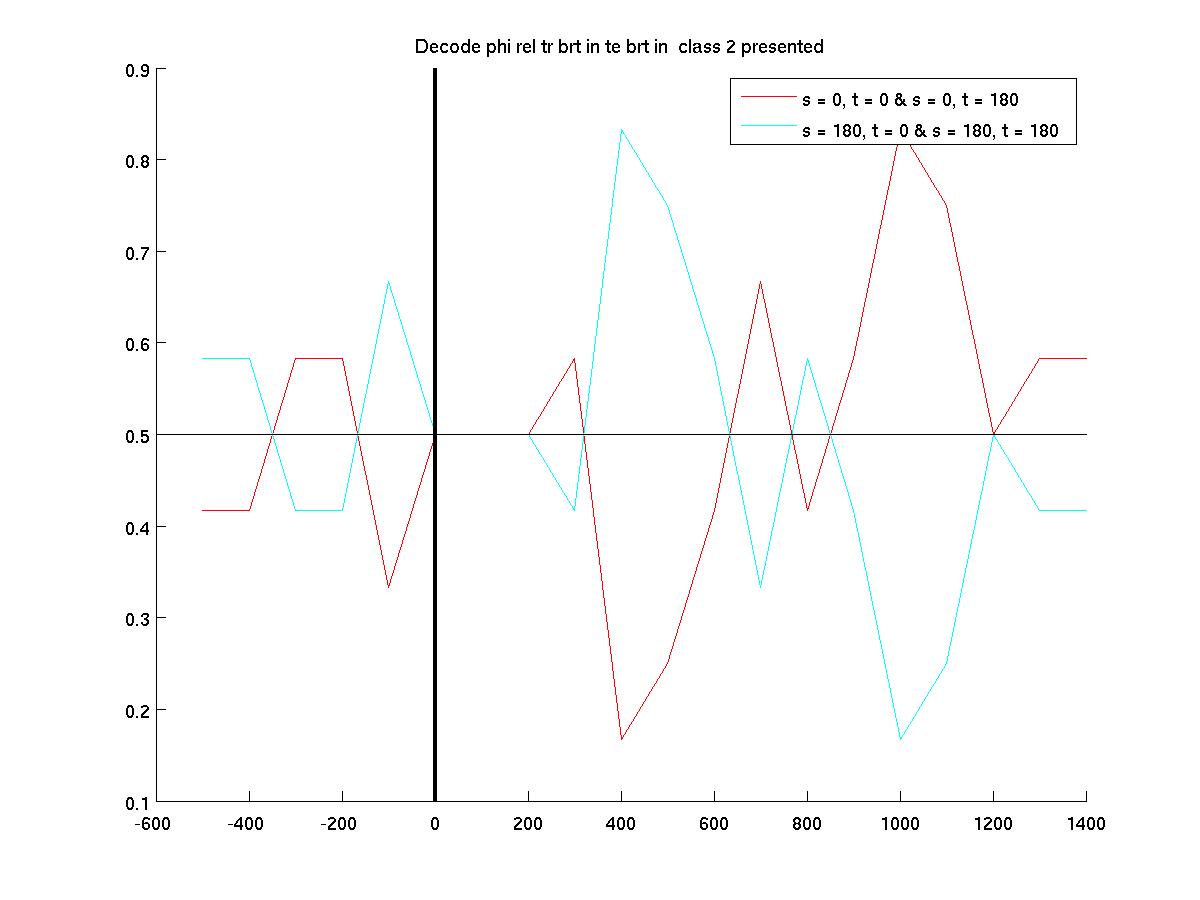 Decode phi rel tr brt in te brt in  class 2 presented
s = 0, t = 0 & s = 0, t = 180
s = 180, t = 0 & s = 180, t = 180
0.9
0.8
0.7
0.6
0.5
0.4
0.3
0.2
0.1
-600 -400 -200 0 200 400 600 800 1000 1200 1400